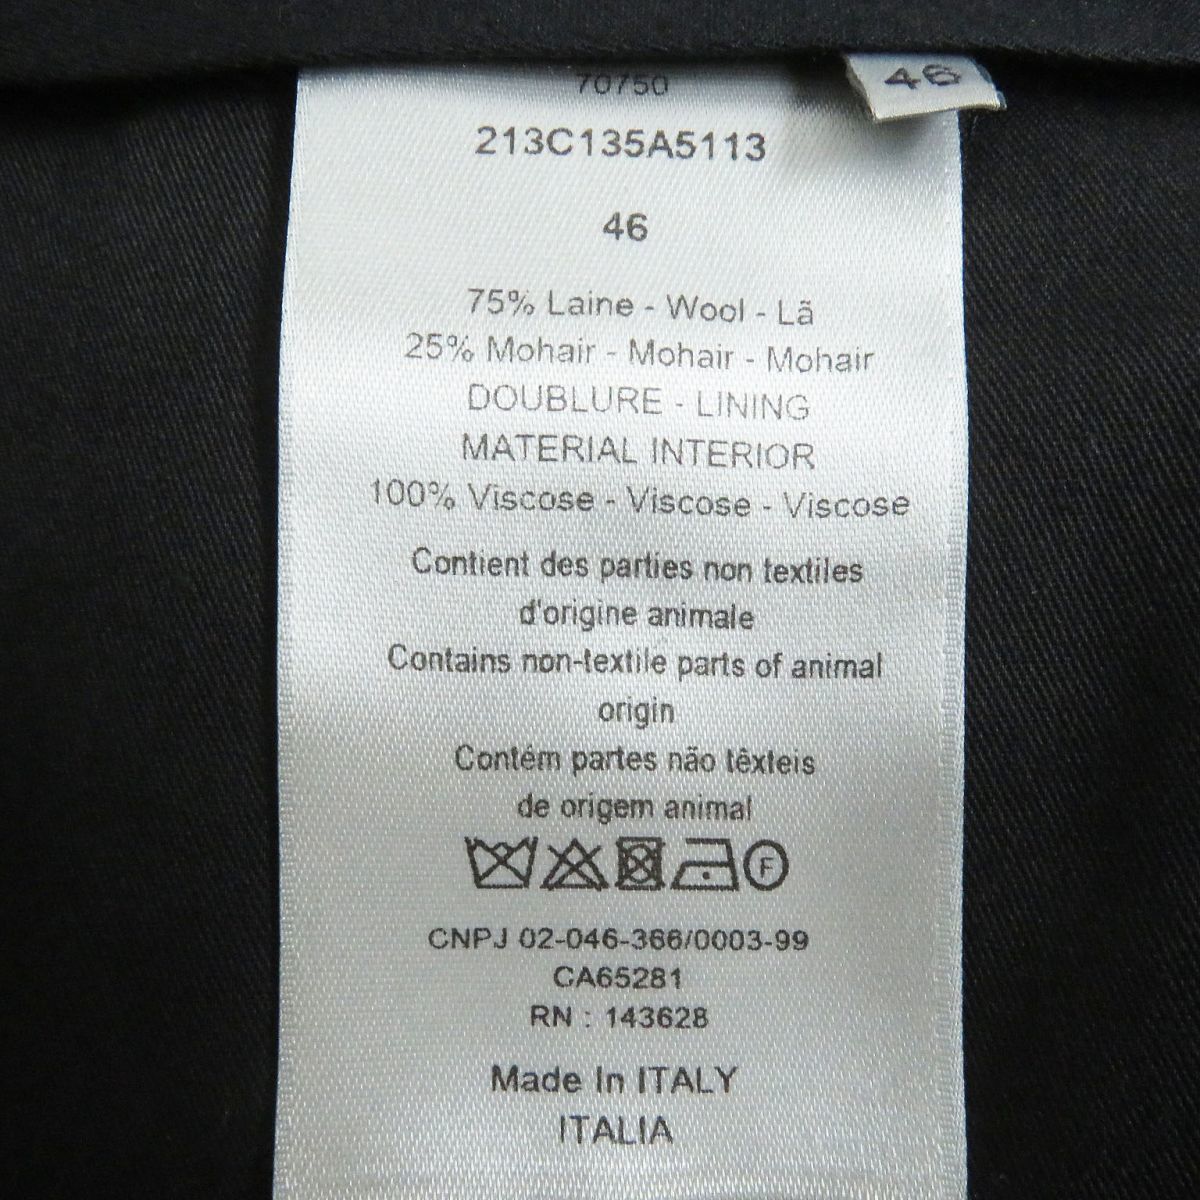 46
70750
213C135A5113
46
75% Laine - Wool - Lã
25% Mohair - Mohair - Mohair
DOUBLURE - LINING
MATERIAL INTERIOR
100% Viscose - Viscose - Viscose
Contient des parties non textiles
d'origine animale
Contains non-textile parts of animal
origin
Contém partes não têxteis
de origem animal
F
CNPJ 02-046-366/0003-99
CA65281
RN : 143628
Made In ITALY
ITALIA